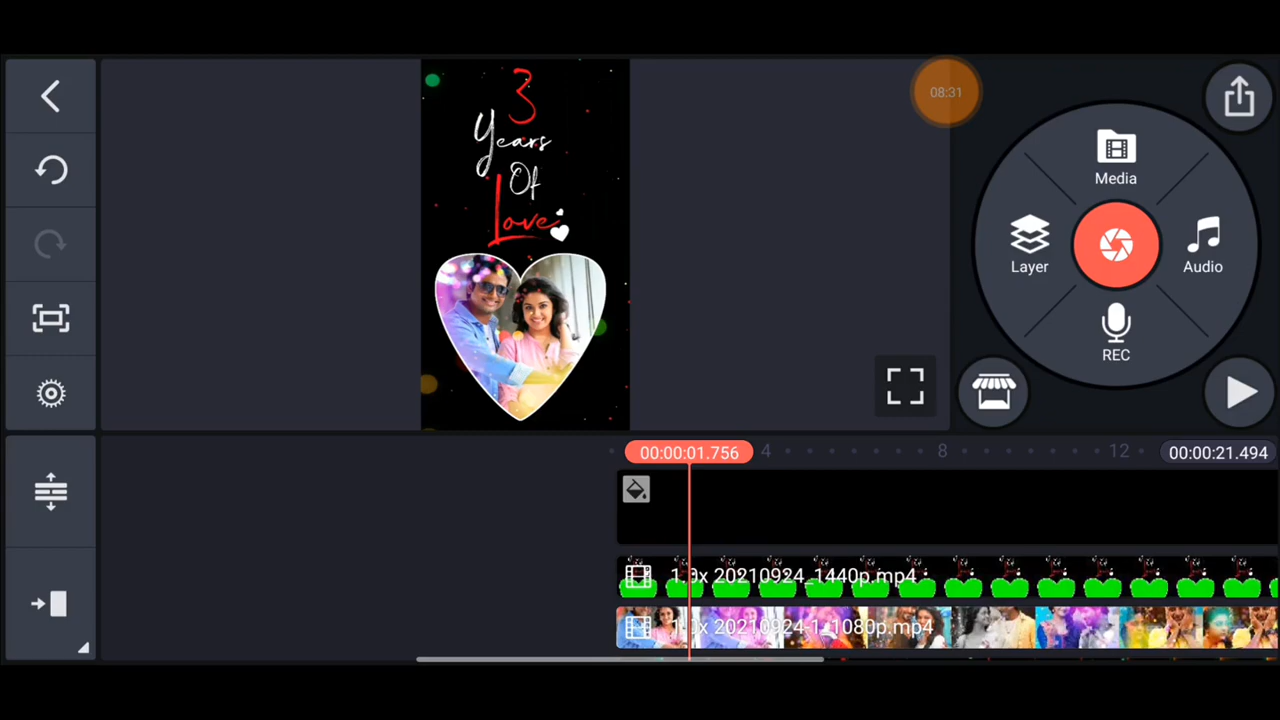 08:31
3
Years
Of
Love
Media
Layer
Audio
REC
00:00:01.756
4
8
12
00:00:21.494
1.0x 20210924_1440p.mp4
1.0x 20210924-1_1080p.mp4